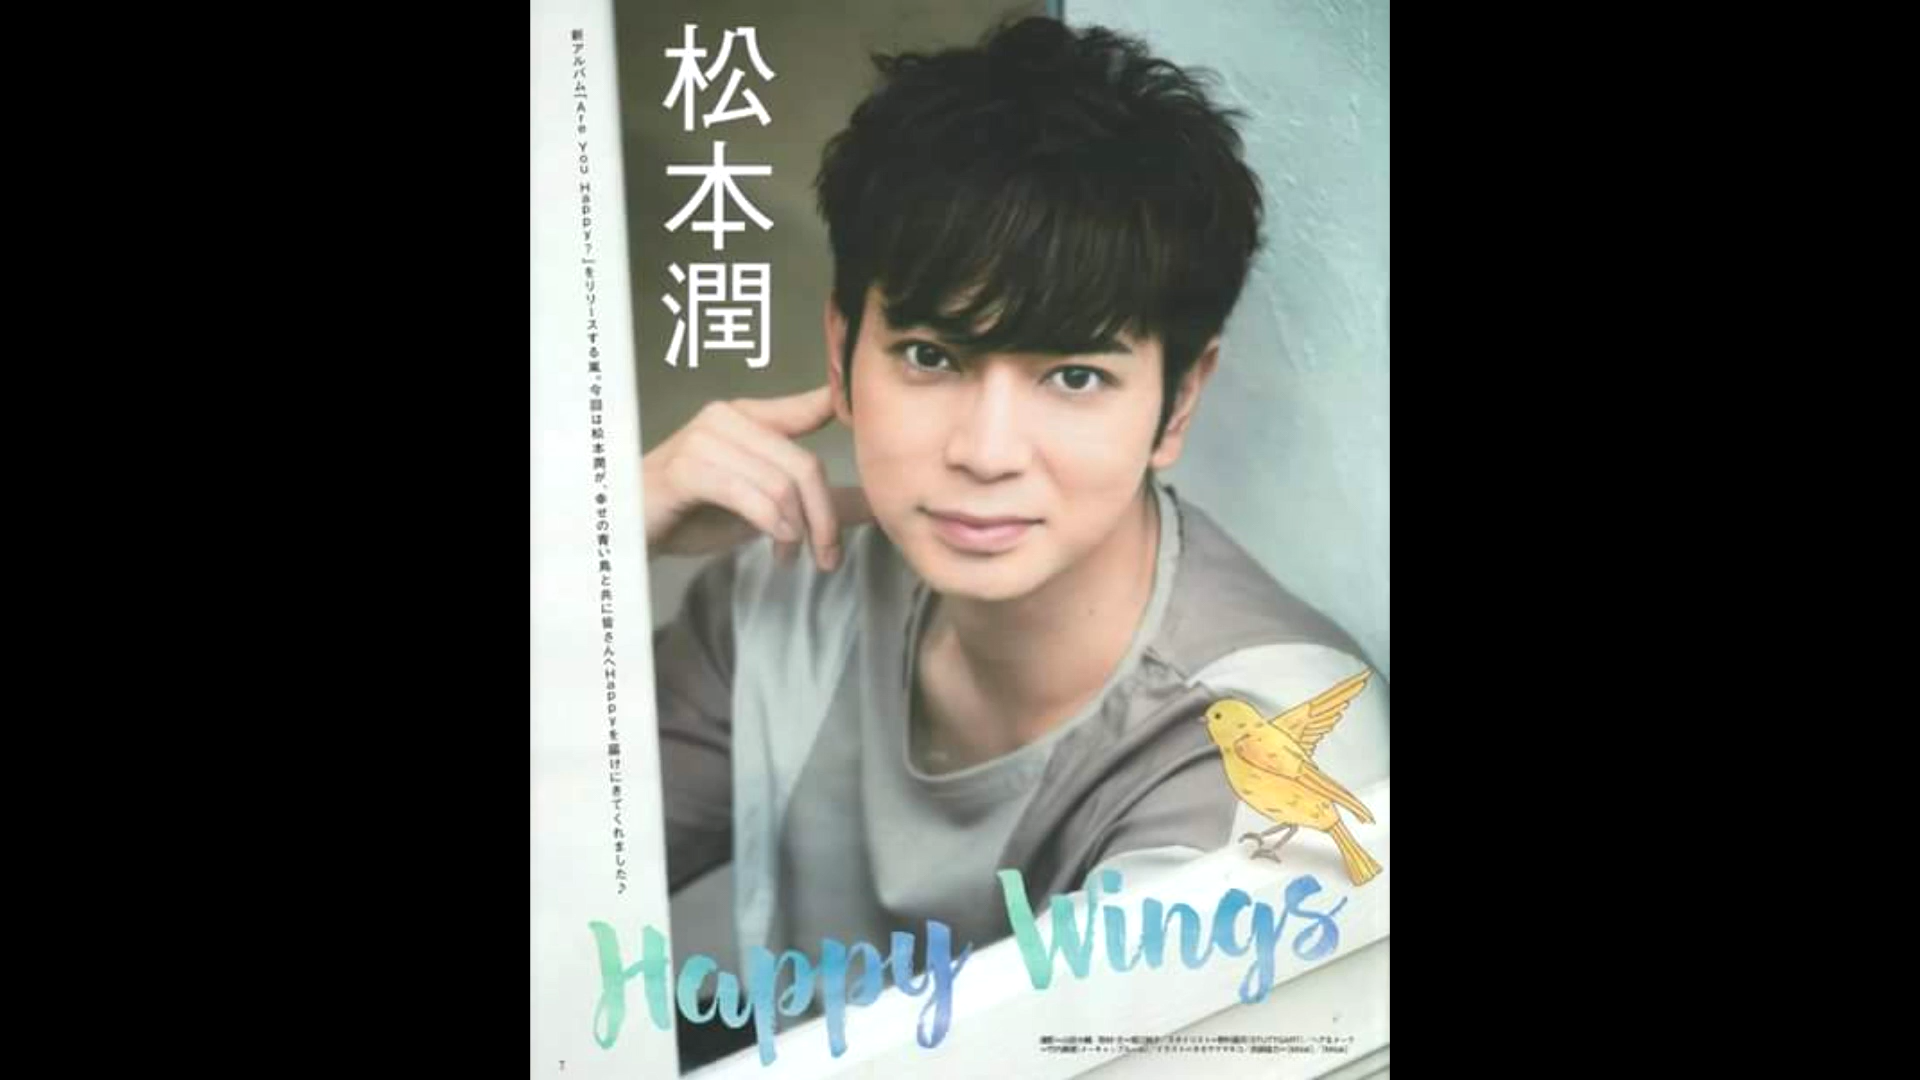 松本潤
新アルバム『Are You Happy?』をリリースする嵐。今回は松本潤が、幸せの青い鳥と共に皆さんへHappyを届けにきてくれました♪
Happy Wings
7